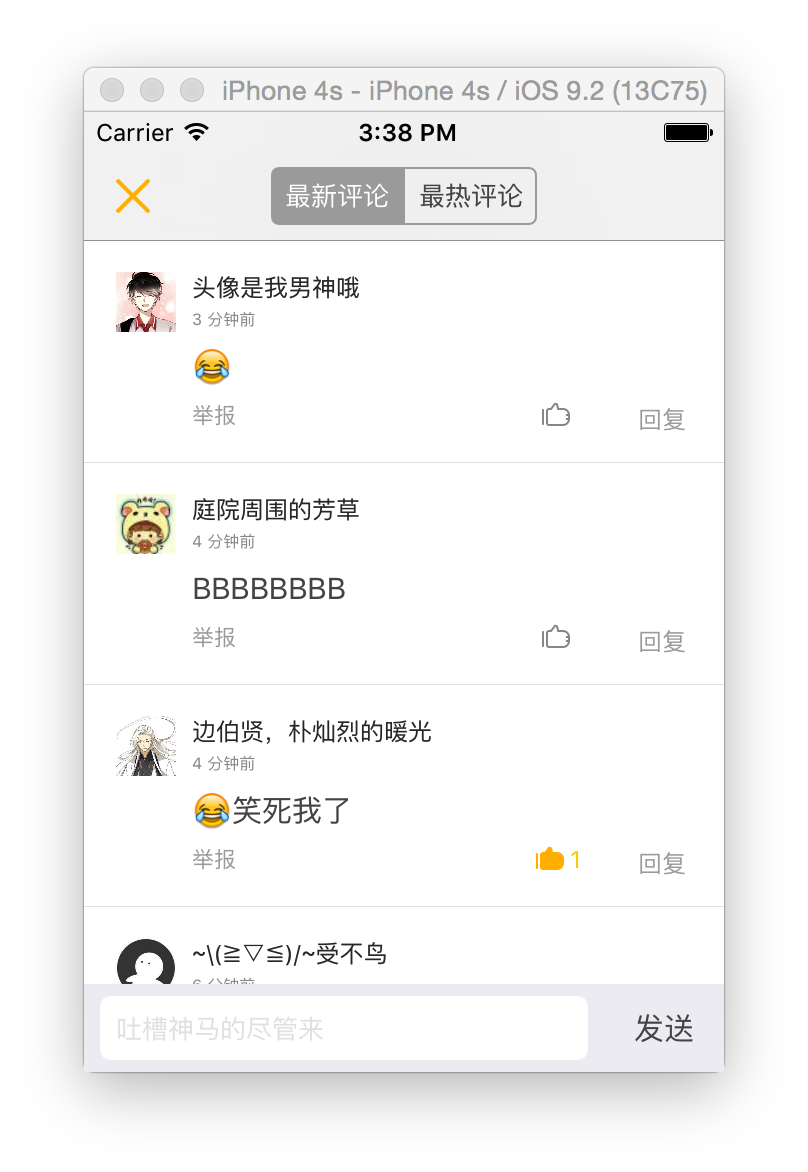 iPhone 4s - iPhone 4s / iOS 9.2 (13C75)
Carrier 3:38 PM
最新评论 最热评论
头像是我男神哦
3 分钟前
😂
举报 回复
庭院周围的芳草
4 分钟前
BBBBBBBB
举报 回复
边伯贤，朴灿烈的暖光
4 分钟前
😂笑死我了
举报 1 回复
~\(≧▽≦)/~受不鸟
6 分钟前
吐槽神马的尽管来 发送